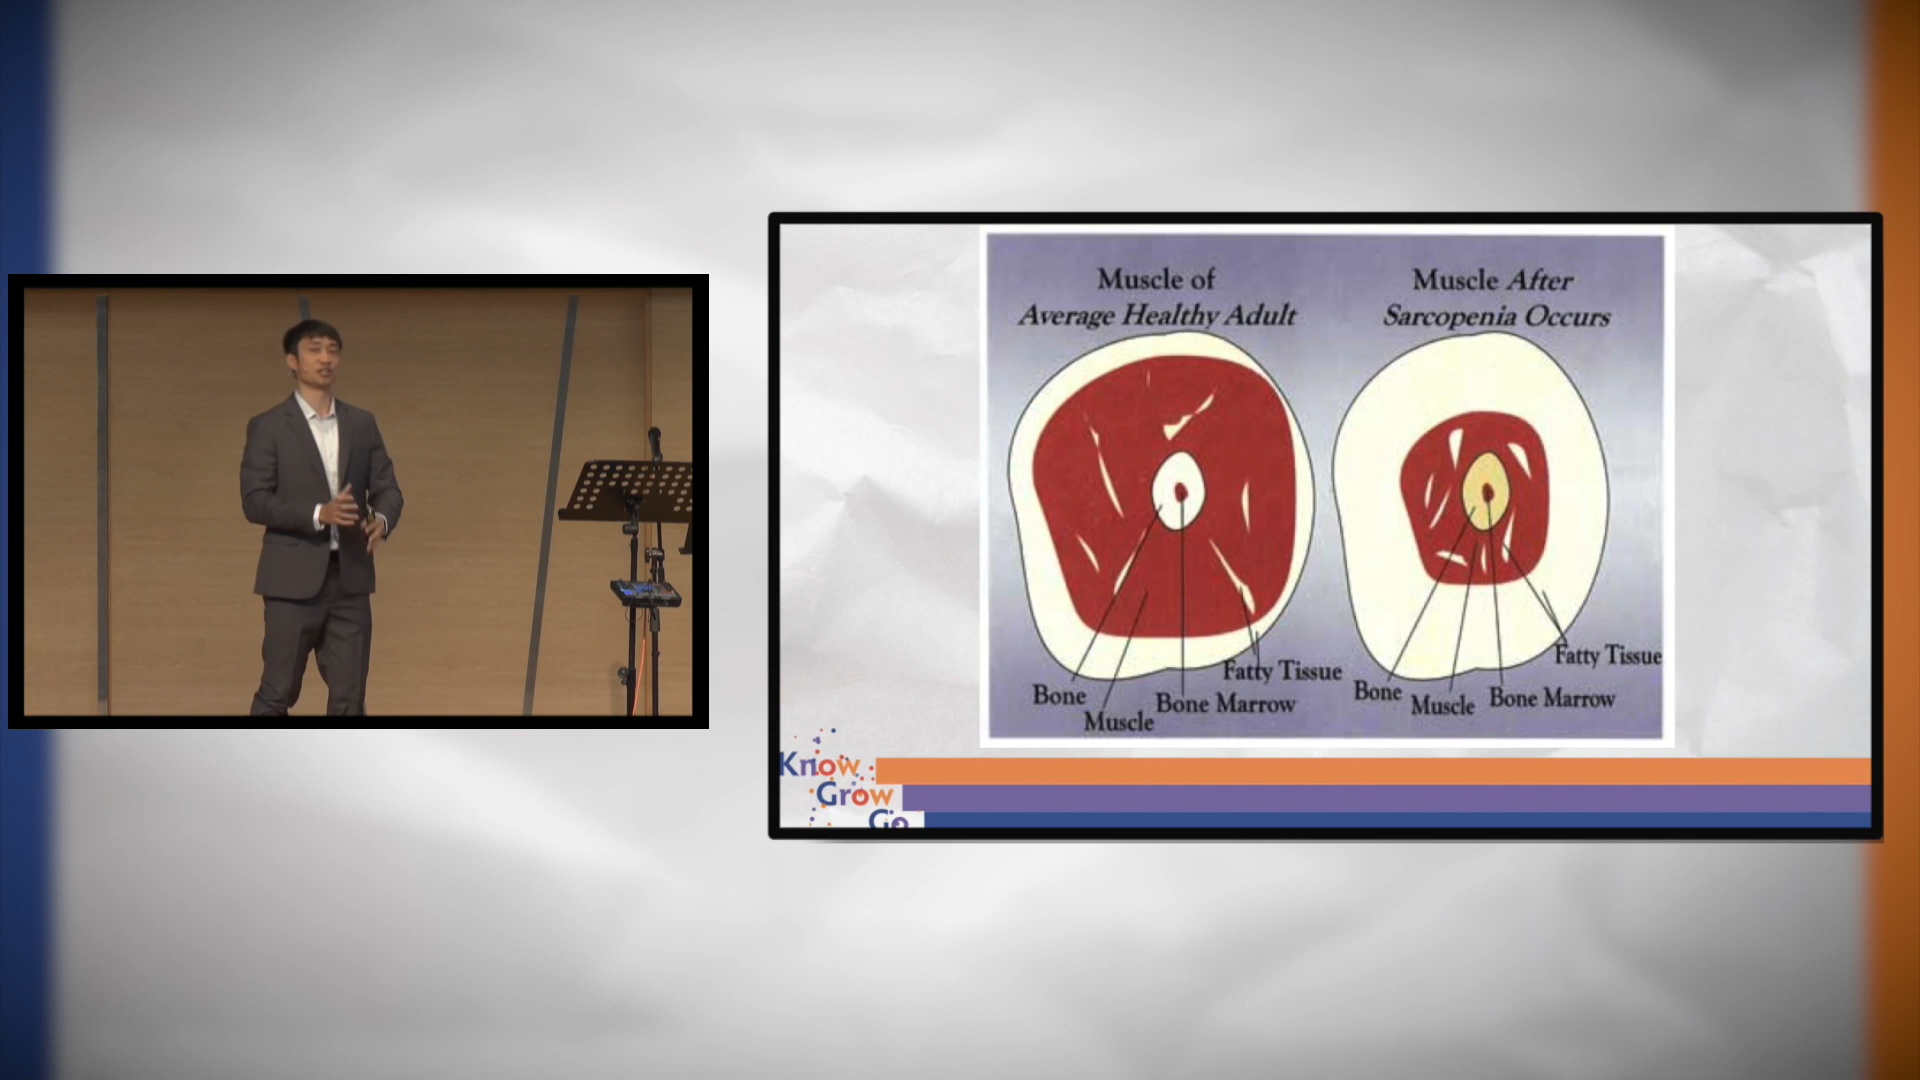 Muscle of
Average Healthy Adult
Muscle After
Sarcopenia Occurs
Fatty Tissue
Bone
Bone Marrow
Muscle
Fatty Tissue
Bone
Muscle
Bone Marrow
Know
Grow
Go